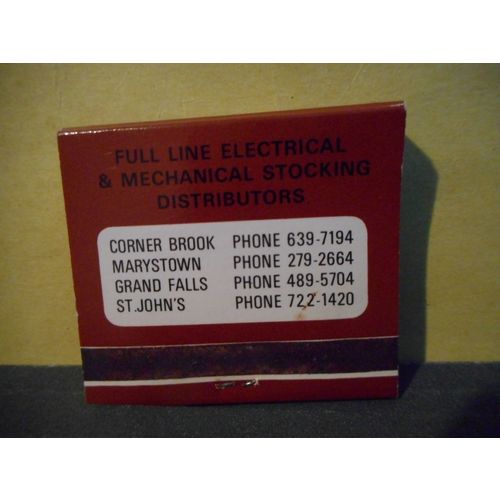 FULL LINE ELECTRICAL
& MECHANICAL STOCKING
DISTRIBUTORS
CORNER BROOK PHONE 639-7194
MARYSTOWN PHONE 279-2664
GRAND FALLS PHONE 489-5704
ST.JOHN'S PHONE 722-1420